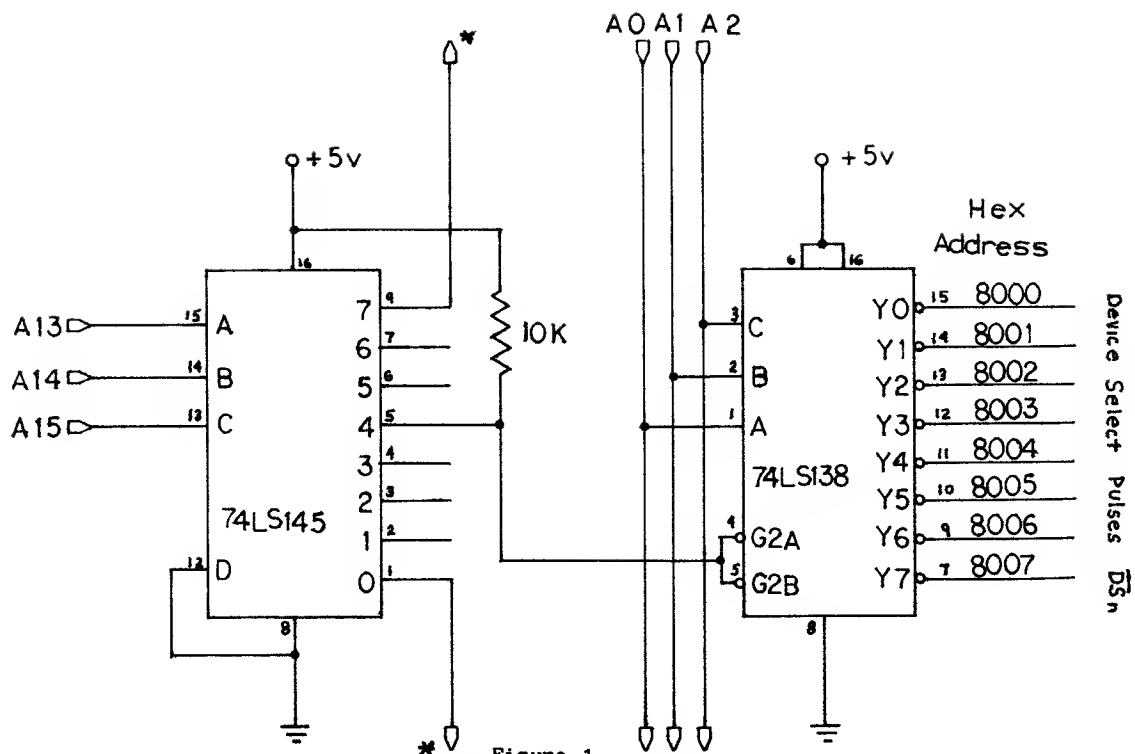 A0 A1 A2
*
+5v
+5v
Hex
Address
16
6 16
A13 15 A
7 9
Y0 15 8000
10K
3 C
6 7
Y1 14 8001
A14 14 B
5 6
2 B
Y2 13 8002
A15 13 C
4 5
1 A
Y3 12 8003
3 4
74LS138
Y4 11 8004
2 3
Y5 10 8005
74LS145
1 2
4 G2A
Y6 9 8006
12 D
0 1
5 G2B
Y7 7 8007
8
8
Device Select Pulses D̅S̅n
* Figure 1